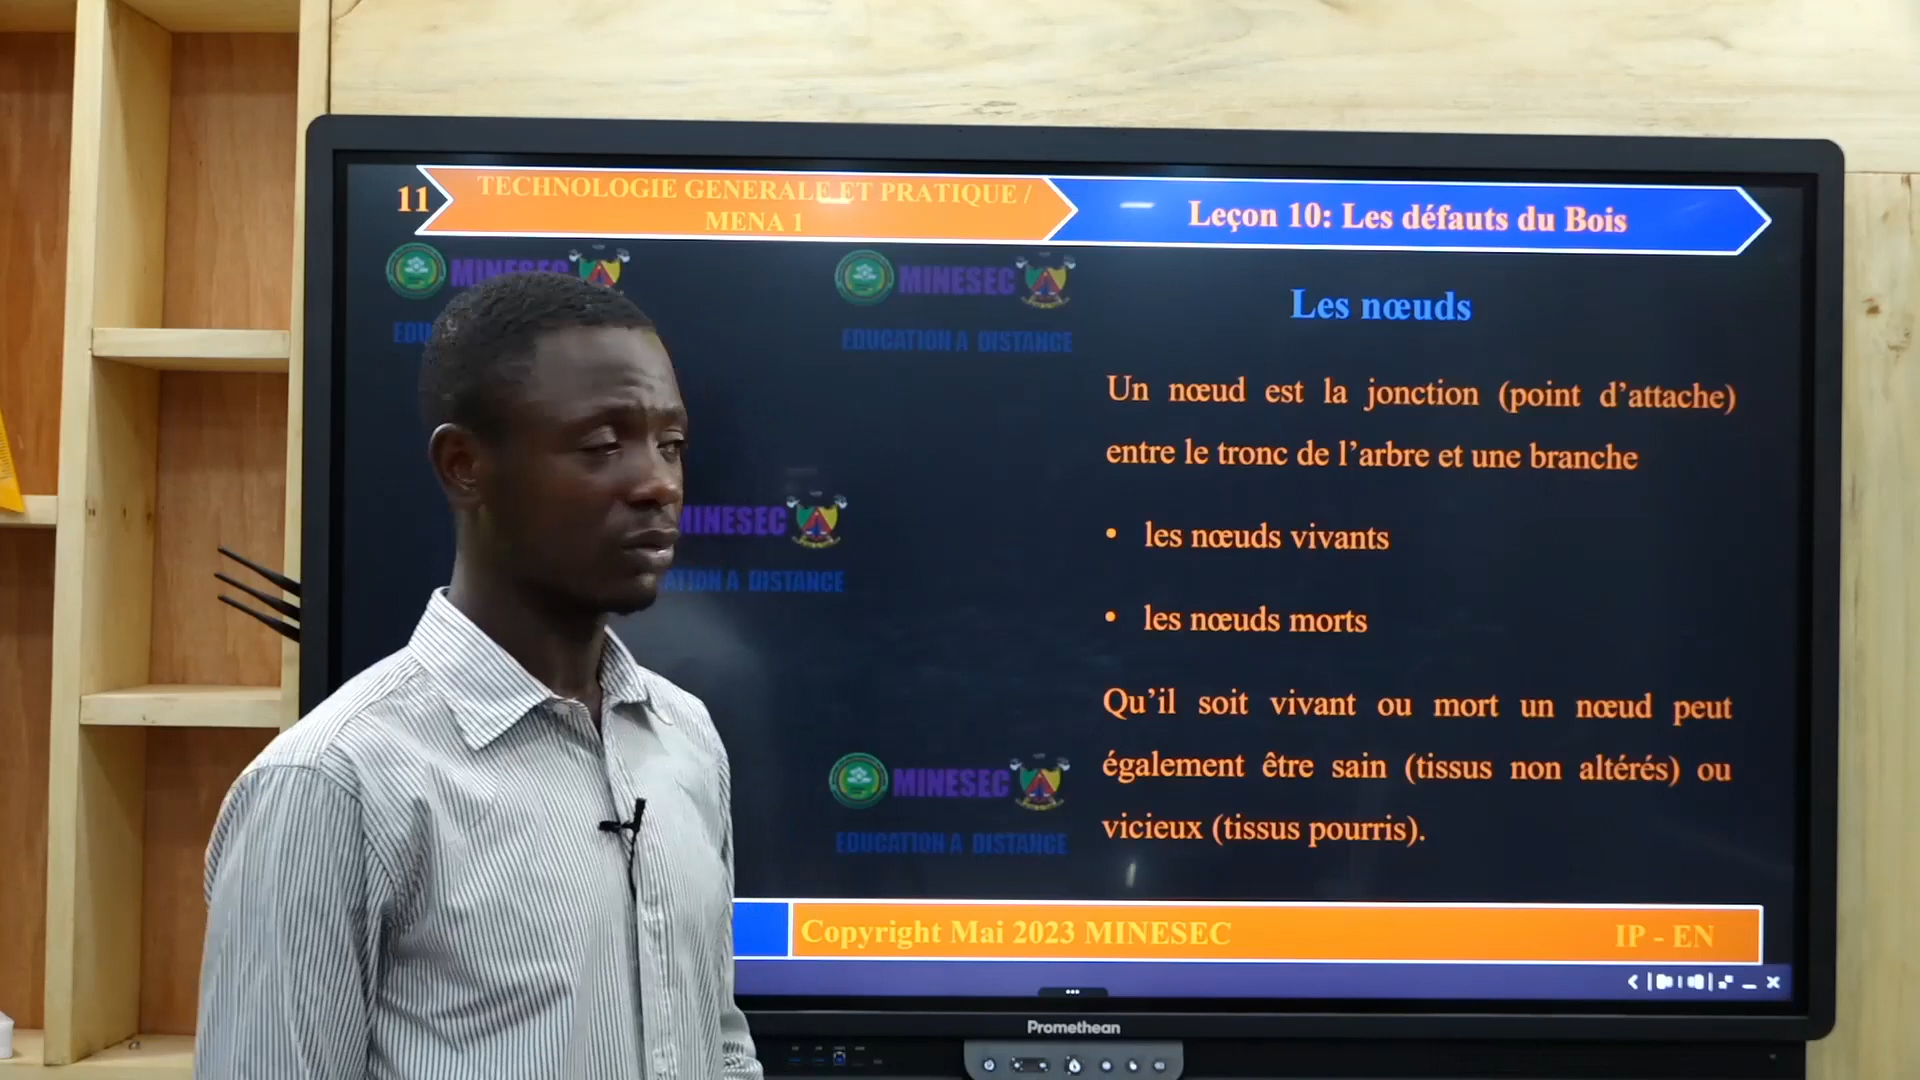 11
TECHNOLOGIE GENERALE ET PRATIQUE /
MENA 1
Leçon 10: Les défauts du Bois
MINESEC
MINESEC
EDUCATION A DISTANCE
Les nœuds
Un nœud est la jonction (point d’attache)
entre le tronc de l’arbre et une branche
MINESEC
A DISTANCE
• les nœuds vivants
• les nœuds morts
Qu’il soit vivant ou mort un nœud peut
également être sain (tissus non altérés) ou
vicieux (tissus pourris).
MINESEC
EDUCATION A DISTANCE
Copyright Mai 2023 MINESEC
IP - EN
Promethean